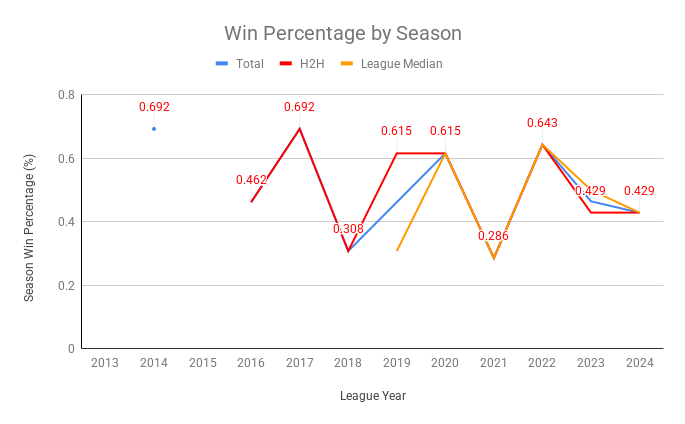 Win Percentage by Season
Total H2H League Median
Season Win Percentage (%)
0.8
0.6
0.4
0.2
0
0.692 0.462 0.692 0.308 0.615 0.615 0.286 0.643 0.429 0.429
2013 2014 2015 2016 2017 2018 2019 2020 2021 2022 2023 2024
League Year